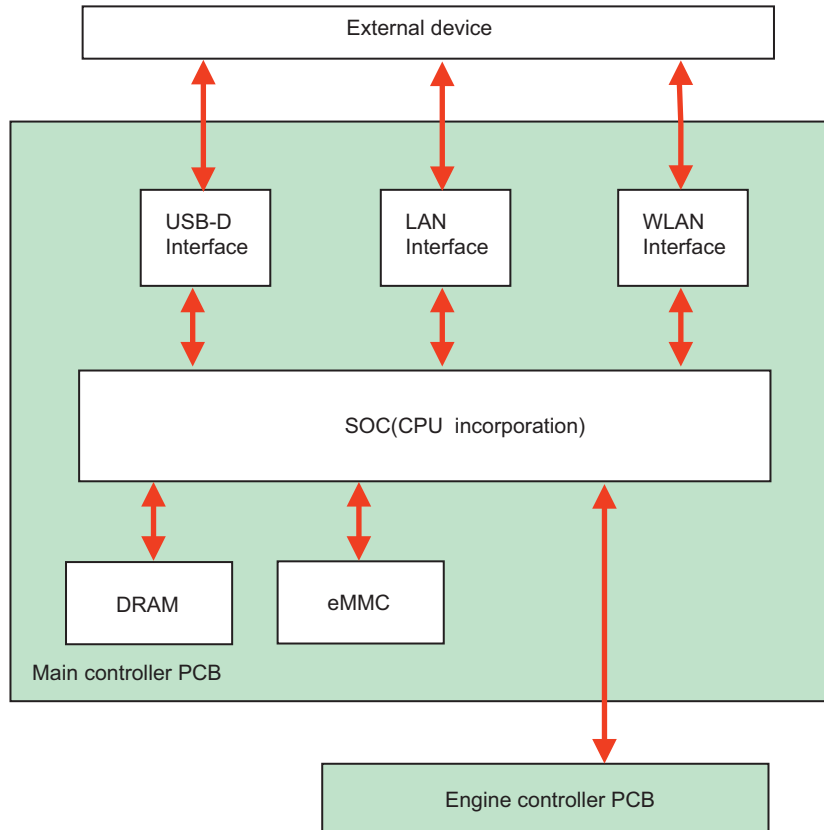 External device
USB-D
Interface
LAN
Interface
WLAN
Interface
SOC(CPU incorporation)
DRAM
eMMC
Main controller PCB
Engine controller PCB